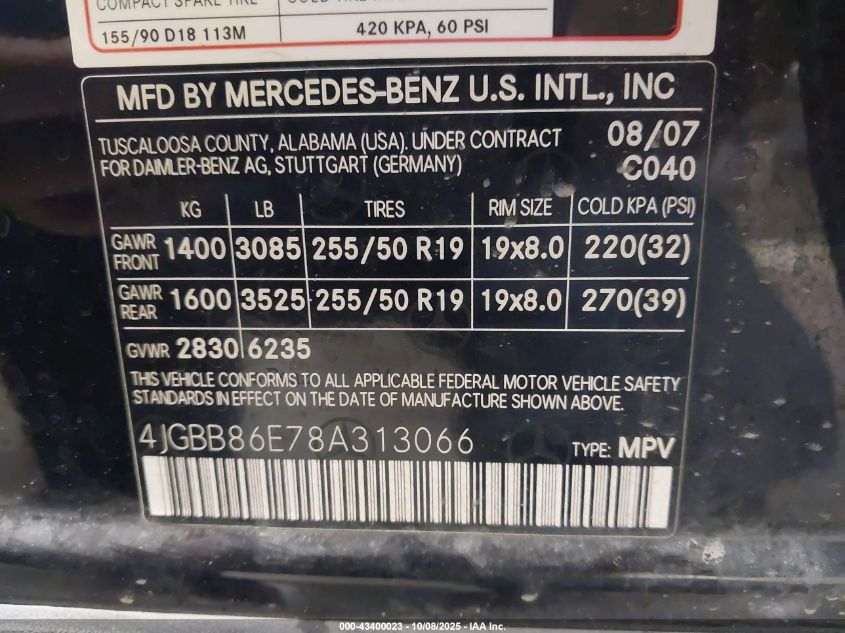 COMPACT SPARE TIRE
155/90 D18 113M 420 KPA, 60 PSI
MFD BY MERCEDES-BENZ U.S. INTL., INC
TUSCALOOSA COUNTY, ALABAMA (USA). UNDER CONTRACT 08/07
FOR DAIMLER-BENZ AG, STUTTGART (GERMANY) C040
KG LB TIRES RIM SIZE COLD KPA (PSI)
GAWR FRONT 1400 3085 255/50 R19 19x8.0 220(32)
GAWR REAR 1600 3525 255/50 R19 19x8.0 270(39)
GVWR 2830 6235
THIS VEHICLE CONFORMS TO ALL APPLICABLE FEDERAL MOTOR VEHICLE SAFETY
STANDARDS IN EFFECT ON THE DATE OF MANUFACTURE SHOWN ABOVE.
4JGBB86E78A313066 TYPE: MPV
000-43400023 - 10/08/2025 - IAA Inc.